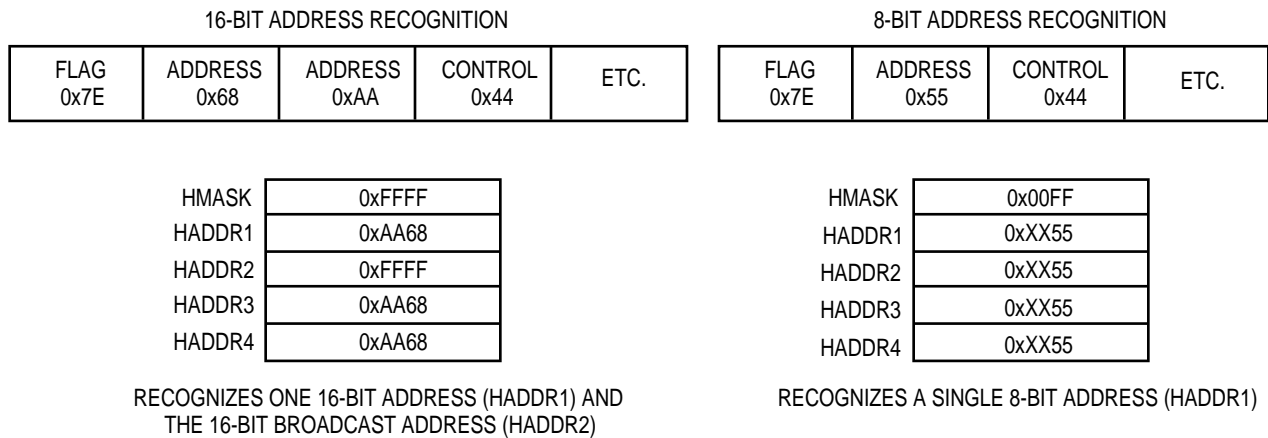 16-BIT ADDRESS RECOGNITION
FLAG ADDRESS ADDRESS CONTROL ETC.
0x7E 0x68 0xAA 0x44
HMASK 0xFFFF
HADDR1 0xAA68
HADDR2 0xFFFF
HADDR3 0xAA68
HADDR4 0xAA68
RECOGNIZES ONE 16-BIT ADDRESS (HADDR1) AND
THE 16-BIT BROADCAST ADDRESS (HADDR2)
8-BIT ADDRESS RECOGNITION
FLAG ADDRESS CONTROL ETC.
0x7E 0x55 0x44
HMASK 0x00FF
HADDR1 0xXX55
HADDR2 0xXX55
HADDR3 0xXX55
HADDR4 0xXX55
RECOGNIZES A SINGLE 8-BIT ADDRESS (HADDR1)